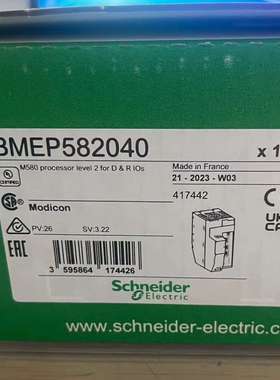 BMEP582040
x 1
M580 processor level 2 for D & R IOs
Made in France
21 - 2023 - W03
417442
Modicon
PV:26
SV:3.22
3 595864 174426
Schneider
Electric
www.schneider-electric.co